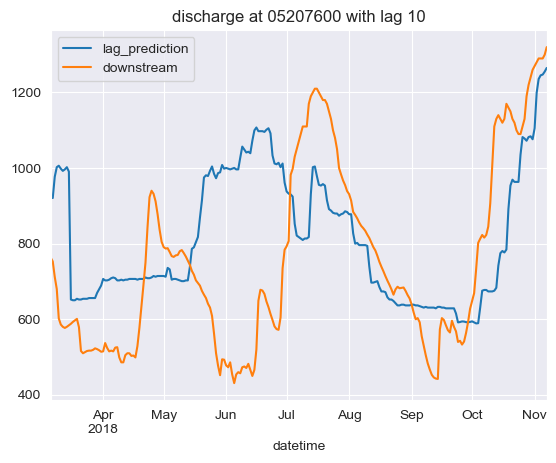 discharge at 05207600 with lag 10
lag_prediction
downstream
1200
1000
800
600
400
Apr
2018
May
Jun
Jul
Aug
Sep
Oct
Nov
datetime